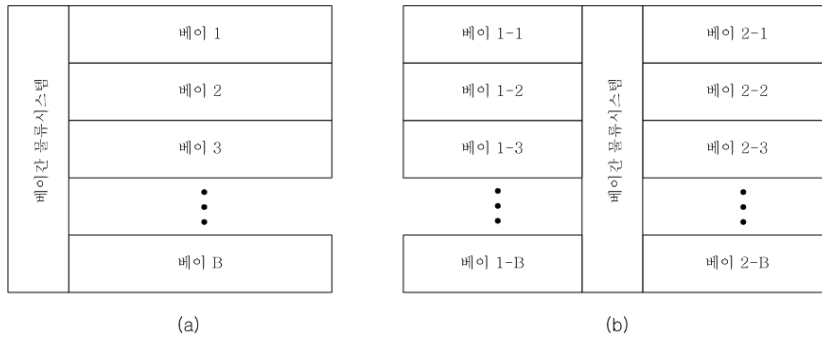 베이간 물류시스템
베이 1
베이 2
베이 3
베이 B
(a)
베이 1-1
베이 1-2
베이 1-3
베이 1-B
베이간 물류시스템
베이 2-1
베이 2-2
베이 2-3
베이 2-B
(b)